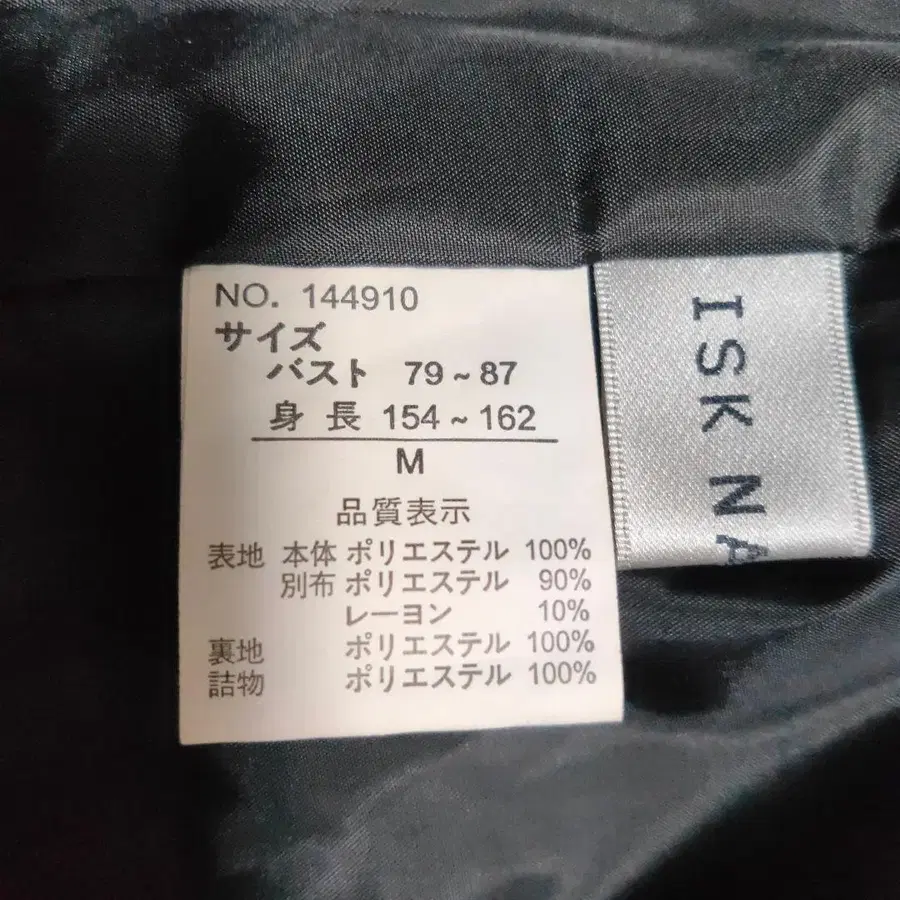 NO. 144910
サイズ
バスト 79~87
身 長 154~162
M
品質表示
表地 本体 ポリエステル 100%
別布 ポリエステル 90%
レーヨン 10%
裏地 ポリエステル 100%
詰物 ポリエステル 100%
ISK NA